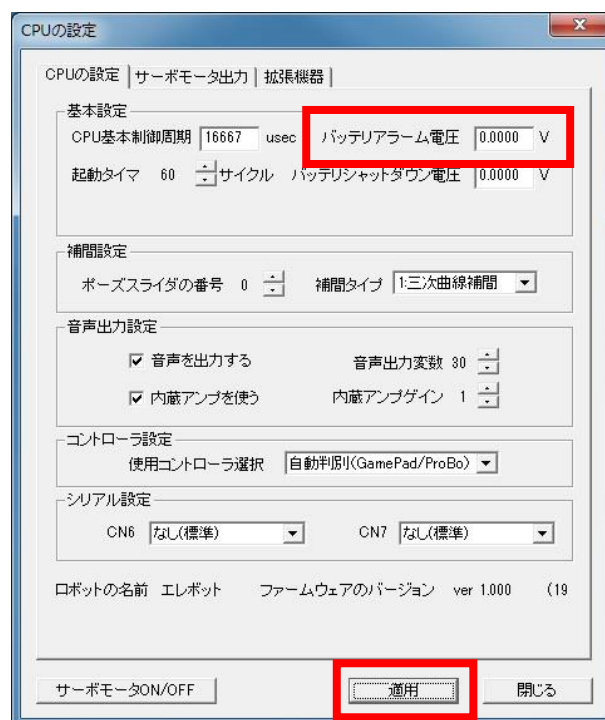 CPUの設定
CPUの設定 サーボモータ出力 拡張機器
基本設定
CPU基本制御周期 16667 usec バッテリアラーム電圧 0.0000 V
起動タイマ 60 サイクル バッテリシャットダウン電圧 0.0000 V
補間設定
ポーズスライダの番号 0 補間タイプ 1:三次曲線補間
音声出力設定
音声を出力する 音声出力変数 30
内蔵アンプを使う 内蔵アンプゲイン 1
コントローラ設定
使用コントローラ選択 自動判別(GamePad/ProBo)
シリアル設定
CN6 なし(標準) CN7 なし(標準)
ロボットの名前 エレボット ファームウェアのバージョン ver 1.000 (19
サーボモータON/OFF 適用 閉じる